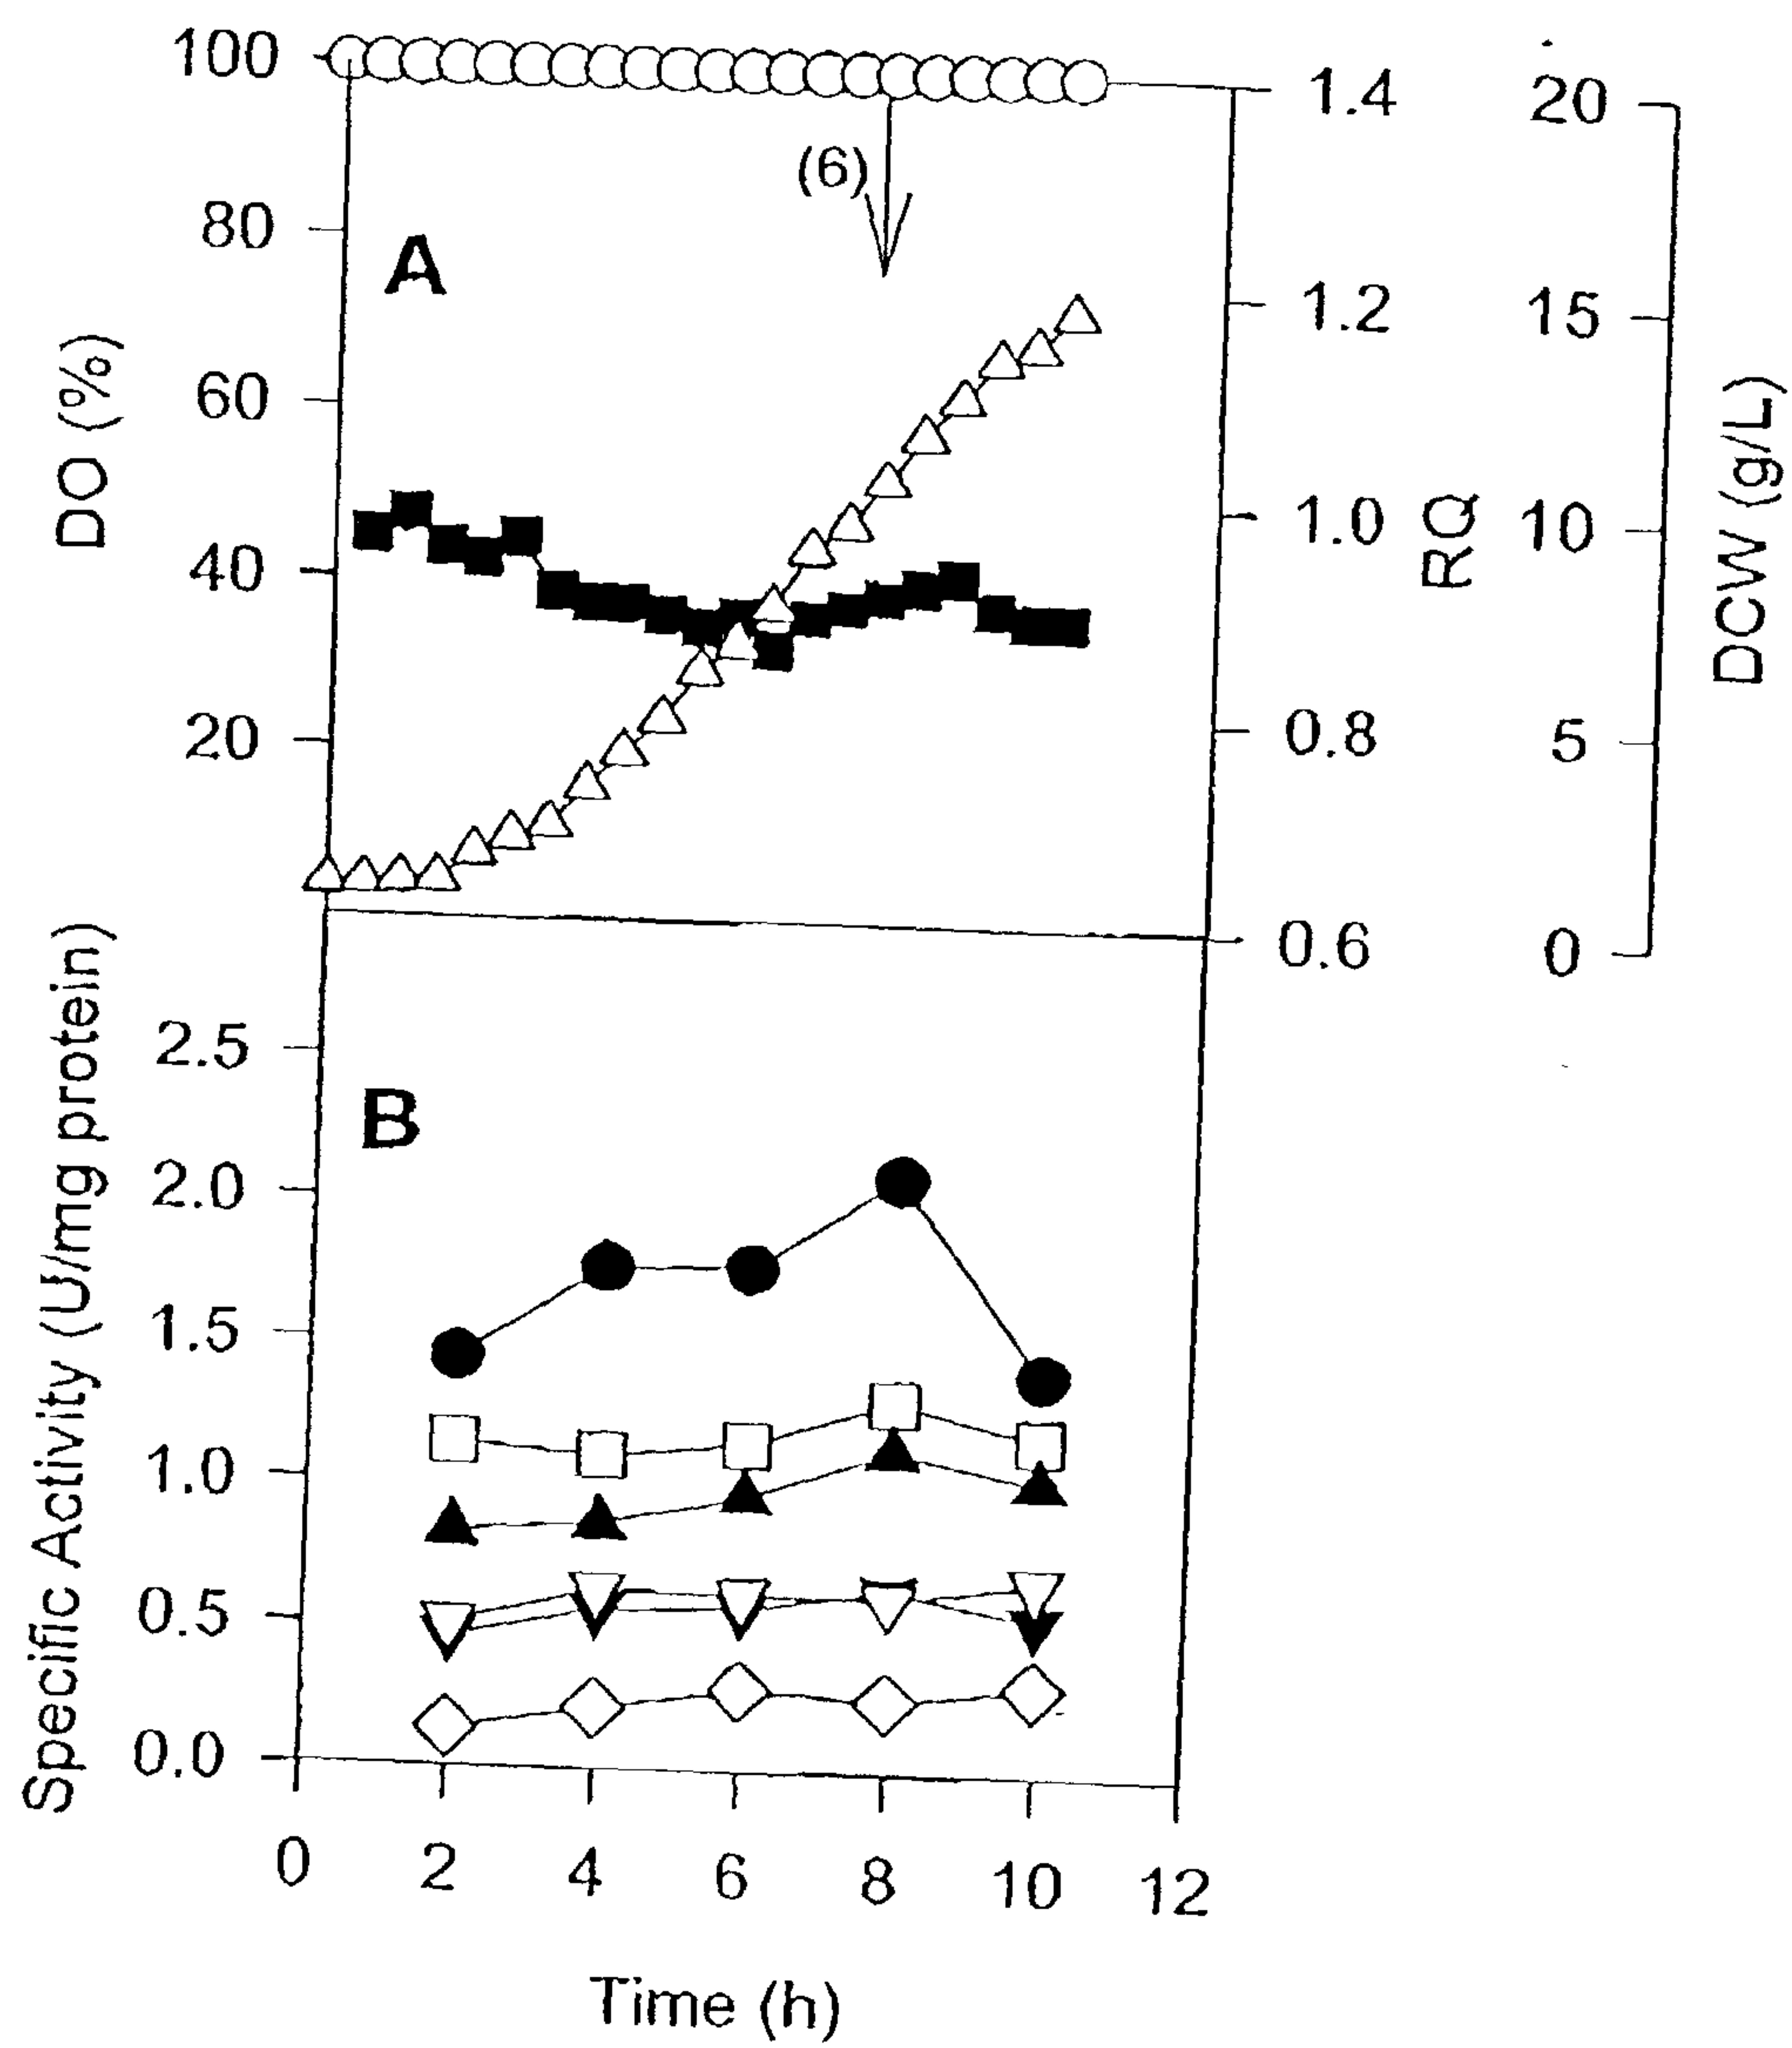 100
80
60
40
20
DO (%)
A
(6)
1.4
1.2
1.0
0.8
0.6
RQ
20
15
10
5
0
DCW (g/L)
2.5
2.0
1.5
1.0
0.5
0.0
Specific Activity (U/mg protein)
B
0 2 4 6 8 10 12
Time (h)